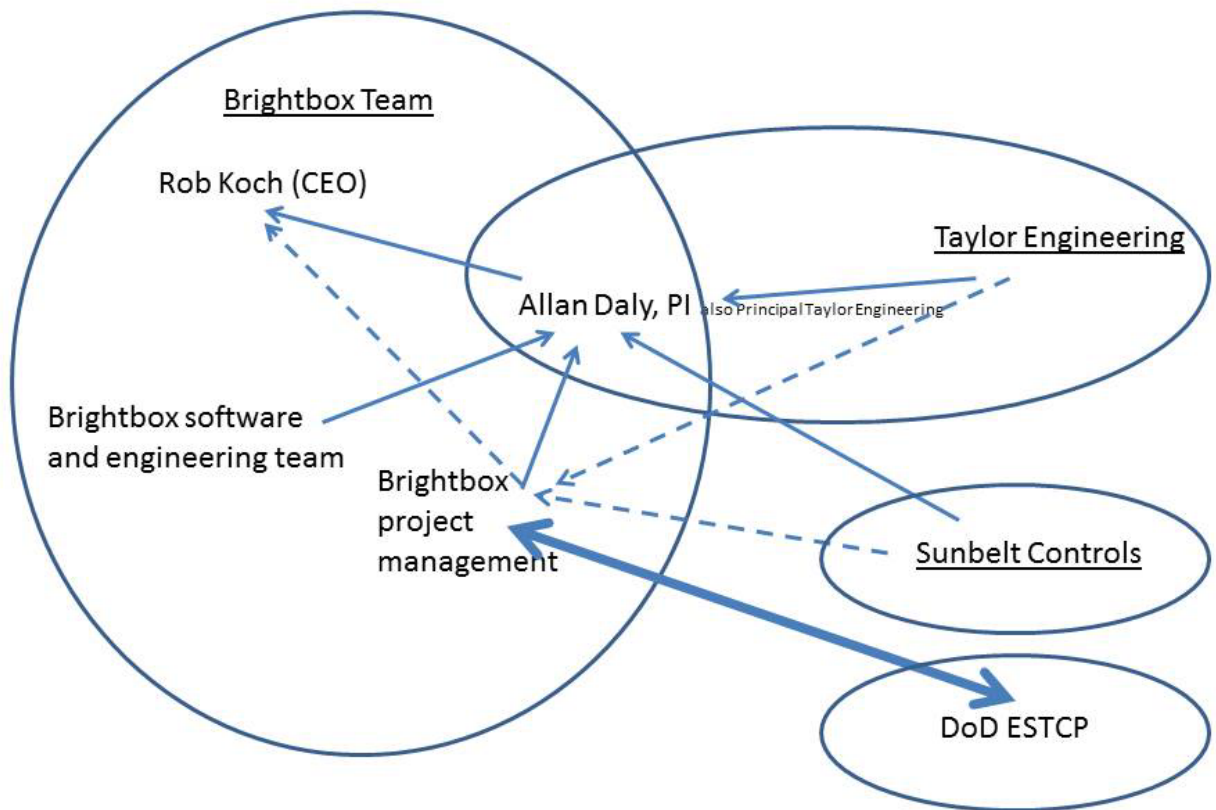 Brightbox Team
Rob Koch (CEO)
Taylor Engineering
Allan Daly, PI also Principal Taylor Engineering
Brightbox software
and engineering team
Brightbox
project
management
Sunbelt Controls
DoD ESTCP